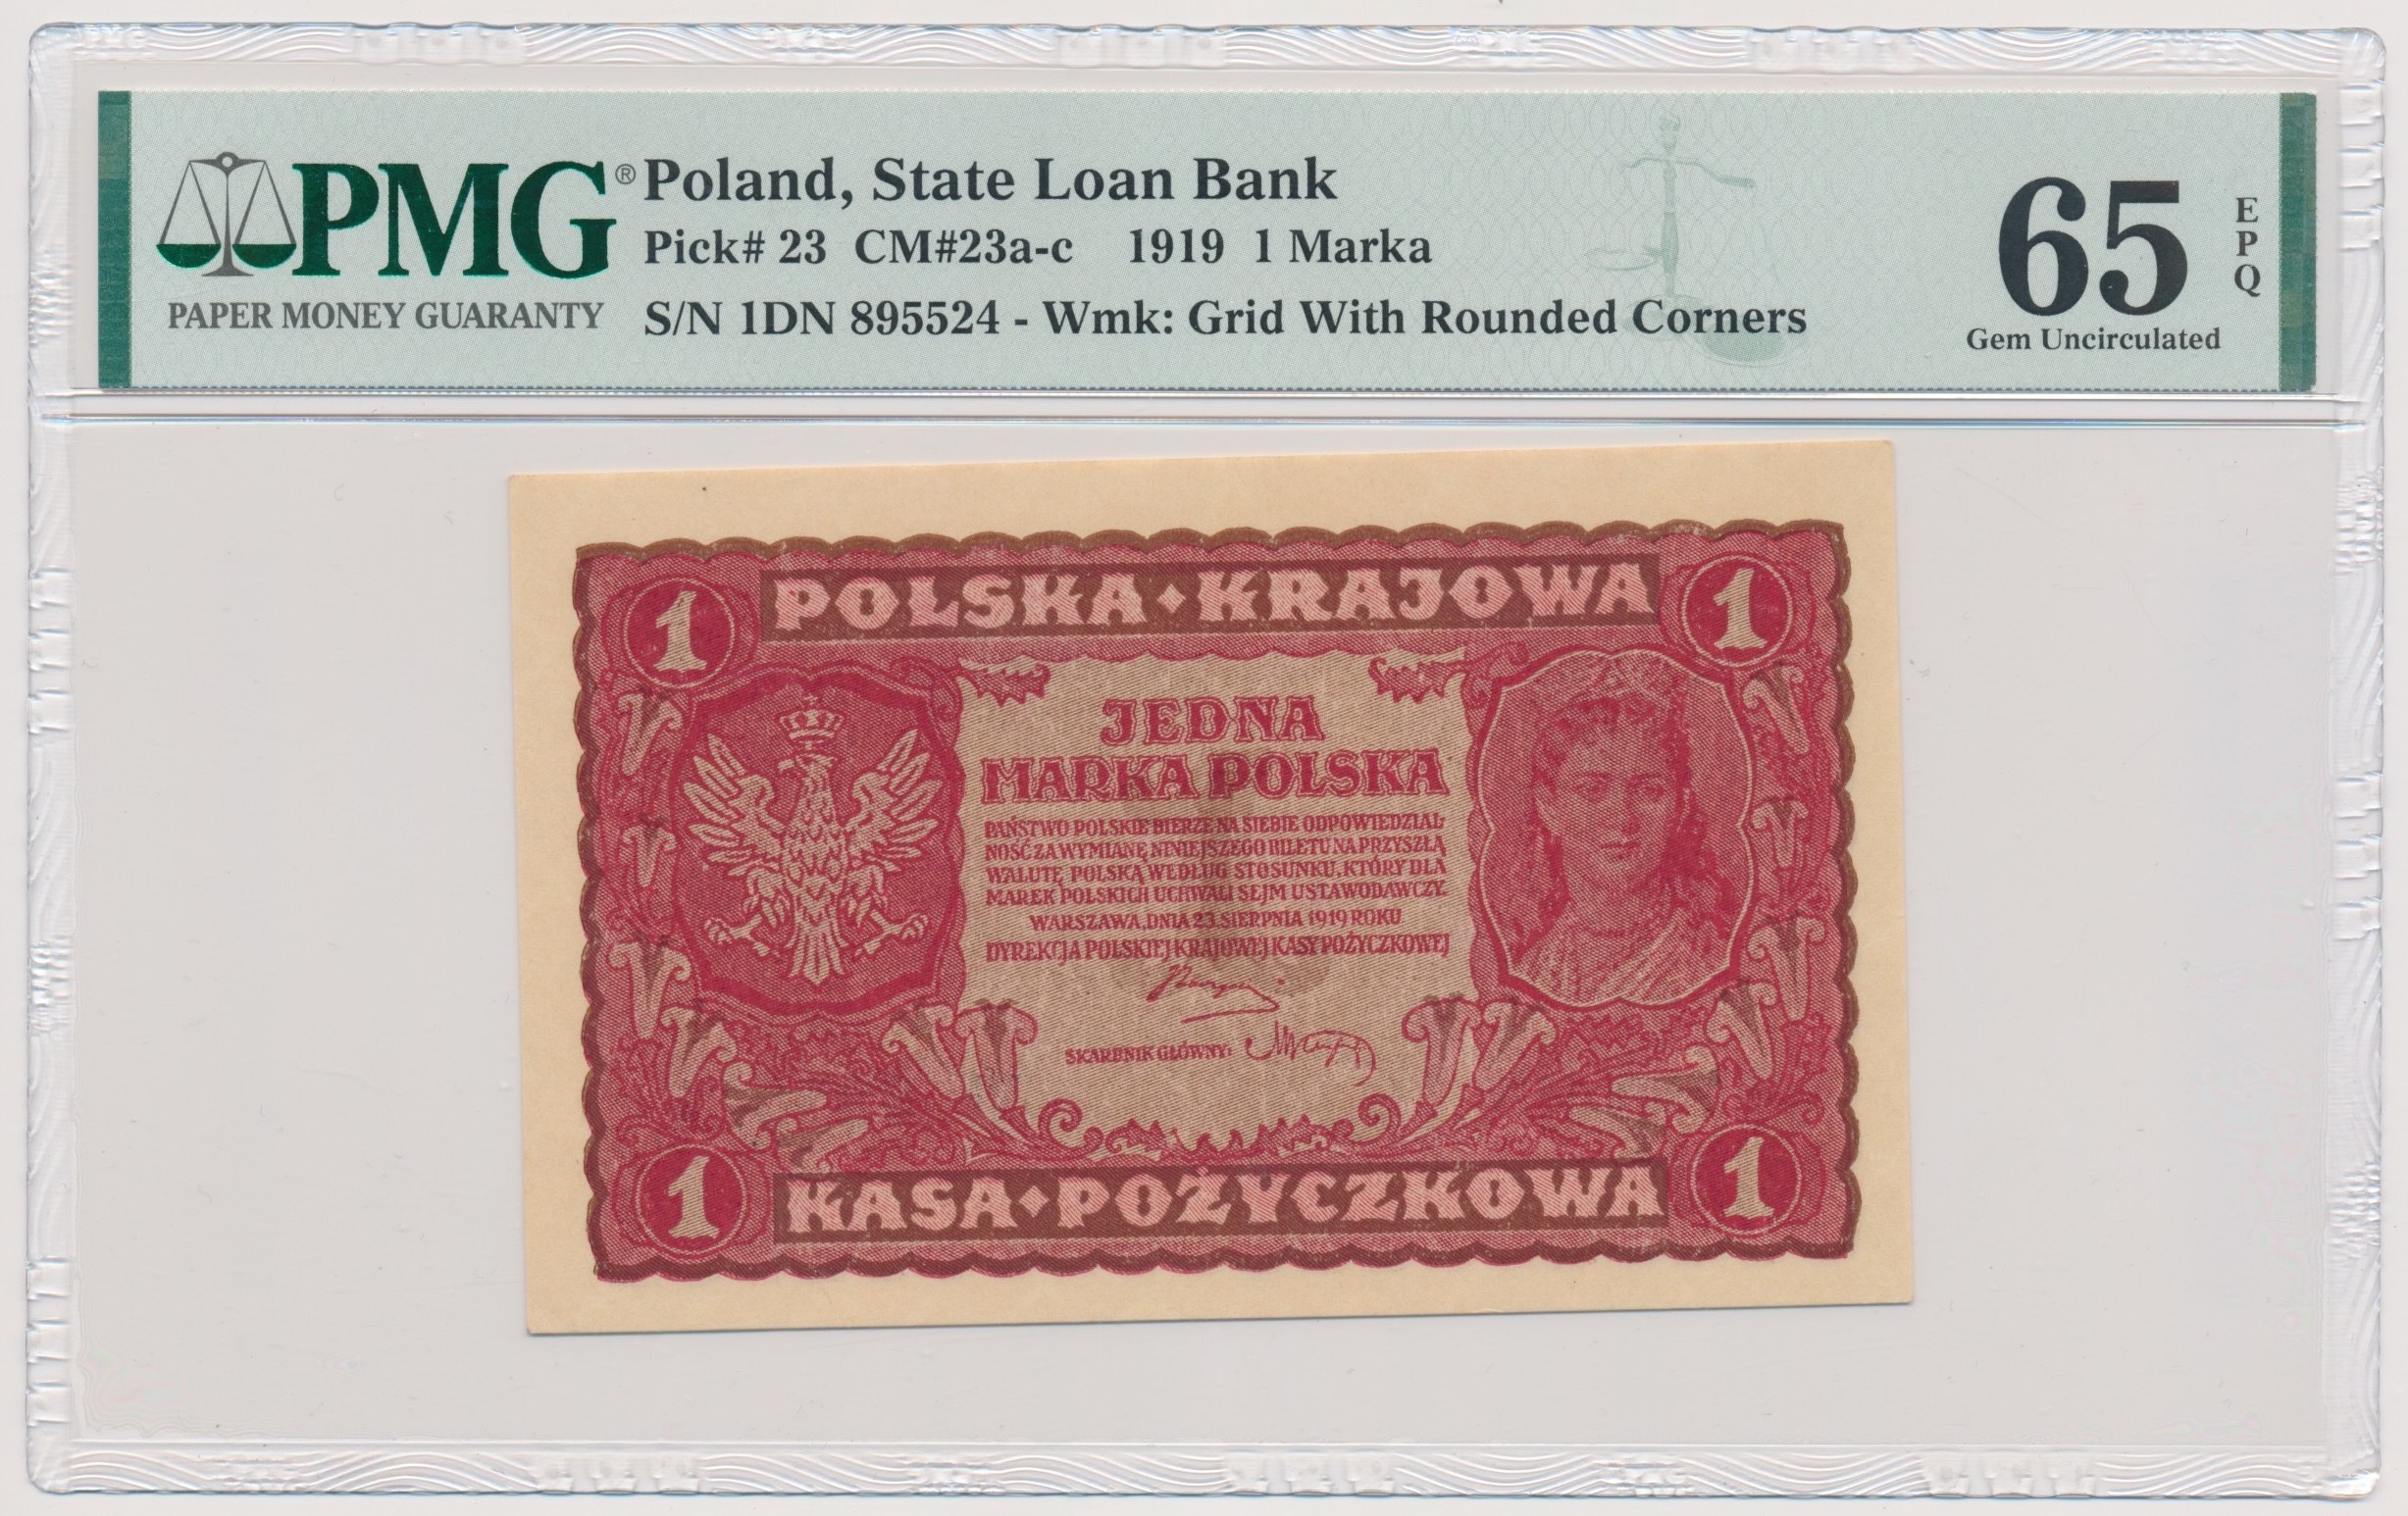 PMG®
PAPER MONEY GUARANTY
Poland, State Loan Bank
Pick# 23 CM#23a-c 1919 1 Marka
S/N 1DN 895524 - Wmk: Grid With Rounded Corners
65
EPQ
Gem Uncirculated
1 POLSKA ⬥ KRAJOWA 1
JEDNA
MARKA POLSKA
PAŃSTWO POLSKIE BIERZE NA SIEBIE ODPOWIEDZIAL-
NOŚĆ ZA WYMIANĘ NINIEJSZEGO BILETU NA PRZYSZŁĄ
WALUTĘ POLSKĄ WEDŁUG STOSUNKU, KTÓRY DLA
MAREK POLSKICH UCHWALI SEJM USTAWODAWCZY.
WARSZAWA, DNIA 23. SIERPNIA 1919 ROKU
DYREKCJA POLSKIEJ KRAJOWEJ KASY POŻYCZKOWEJ
SKARBNIK GŁÓWNY:
1 KASA ⬥ POŻYCZKOWA 1